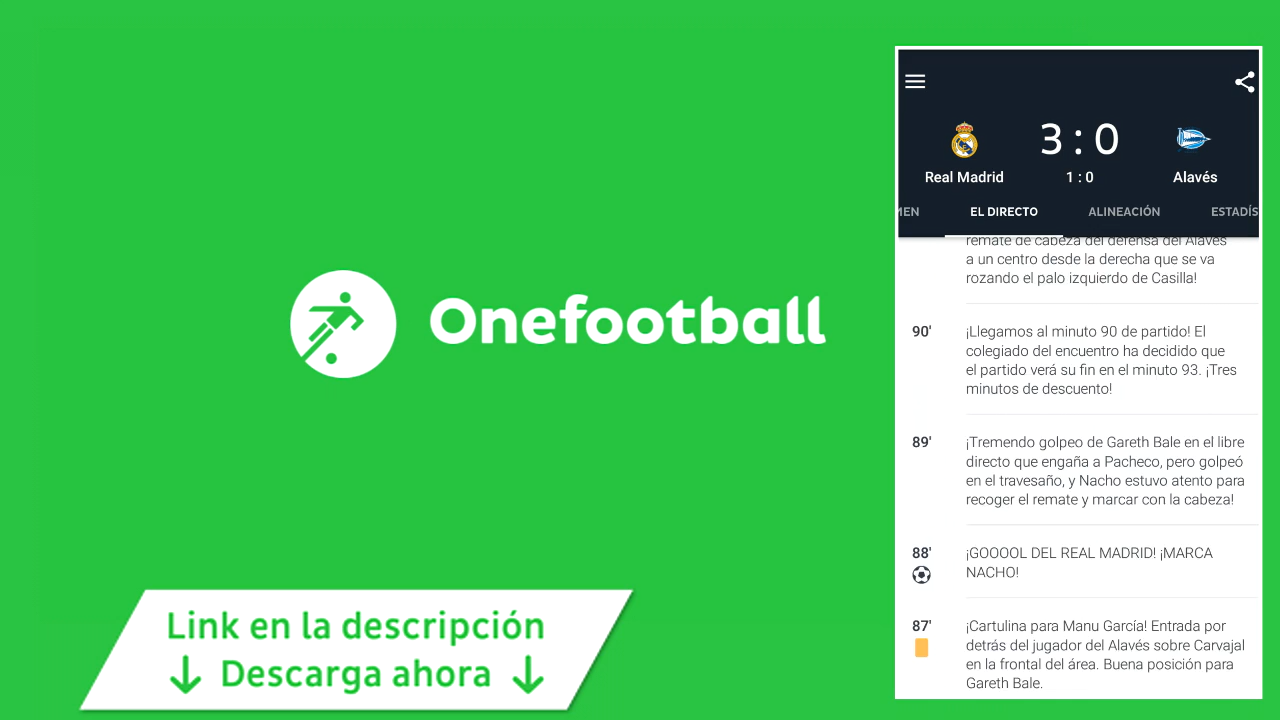 Onefootball
Link en la descripción
↓ Descarga ahora ↓
3 : 0
Real Madrid
1 : 0
Alavés
MEN
EL DIRECTO
ALINEACIÓN
ESTADÍS
remate de cabeza del defensa del Alavés
a un centro desde la derecha que se va
rozando el palo izquierdo de Casilla!
90'
¡Llegamos al minuto 90 de partido! El
colegiado del encuentro ha decidido que
el partido verá su fin en el minuto 93. ¡Tres
minutos de descuento!
89'
¡Tremendo golpeo de Gareth Bale en el libre
directo que engaña a Pacheco, pero golpeó
en el travesaño, y Nacho estuvo atento para
recoger el remate y marcar con la cabeza!
88'
¡GOOOOL DEL REAL MADRID! ¡MARCA
NACHO!
87'
¡Cartulina para Manu García! Entrada por
detrás del jugador del Alavés sobre Carvajal
en la frontal del área. Buena posición para
Gareth Bale.